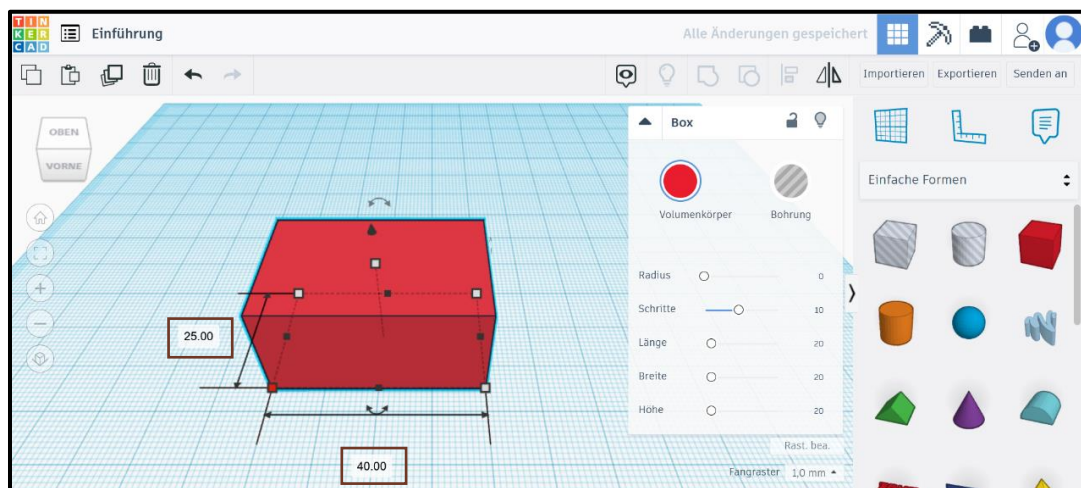 TIN
KER
CAD
Einführung
Alle Änderungen gespeichert
Importieren Exportieren Senden an
OBEN
VORNE
Box
Volumenkörper Bohrung
Radius 0
Schritte 10
Länge 20
Breite 20
Höhe 20
Rast. bea.
Fangraster 1,0 mm
Einfache Formen
25.00
40.00